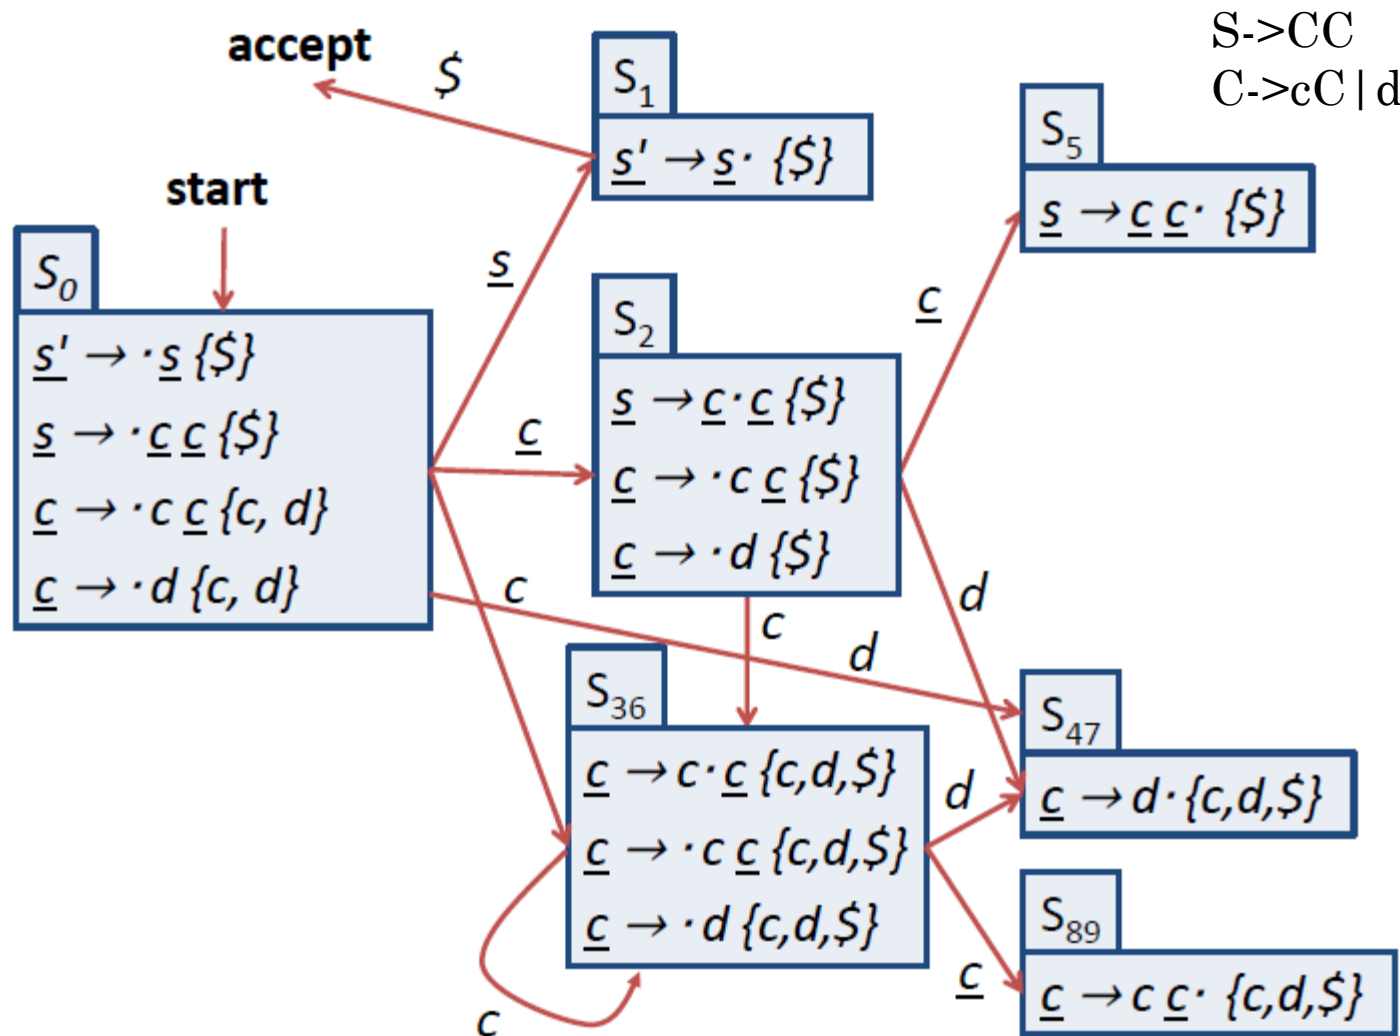 S->CC
C->cC|d
accept
$
start
S0
s' → ·s {$}
s → ·c c {$}
c → ·c c {c, d}
c → ·d {c, d}
s
c
c
d
S1
s' → s· {$}
S2
s → c·c {$}
c → ·c c {$}
c → ·d {$}
c
d
c
S5
s → c c· {$}
S36
c → c·c {c,d,$}
c → ·c c {c,d,$}
c → ·d {c,d,$}
c
d
c
S47
c → d· {c,d,$}
S89
c → c c· {c,d,$}